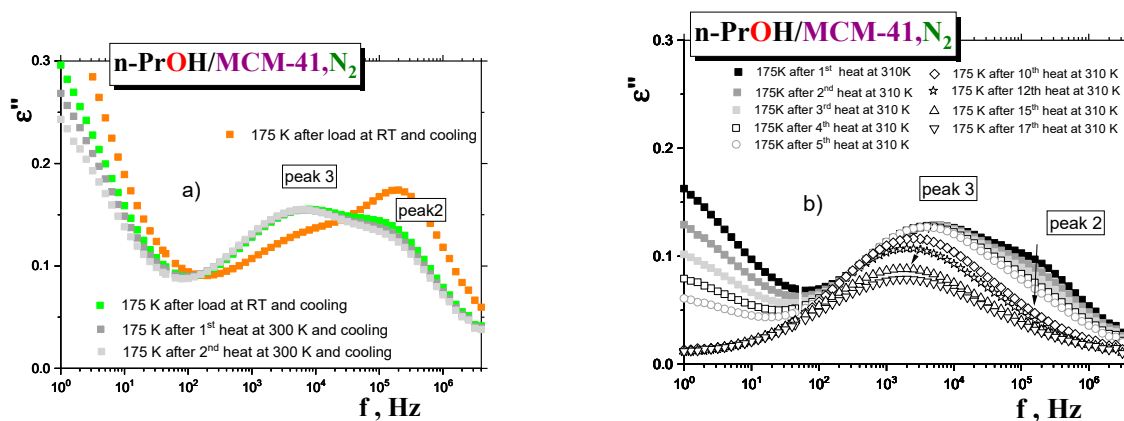 n-PrOH/MCM-41,N2
0.3
0.2
0.1
0.0
ε"
175 K after load at RT and cooling
a)
peak 3
peak2
175 K after load at RT and cooling
175 K after 1st heat at 300 K and cooling
175 K after 2nd heat at 300 K and cooling
10^0 10^1 10^2 10^3 10^4 10^5 10^6
f , Hz
n-PrOH/MCM-41,N2
0.3
0.2
0.1
0.0
ε"
175K after 1st heat at 310K
175K after 2nd heat at 310 K
175K After 3rd heat at 310 K
175K after 4th heat at 310 K
175K after 5th heat at 310 K
175 K after 10th heat at 310 K
175 K after 12th heat at 310 K
175 K after 15th heat at 310 K
175 K after 17th heat at 310 K
b)
peak 3
peak 2
10^0 10^1 10^2 10^3 10^4 10^5 10^6
f , Hz